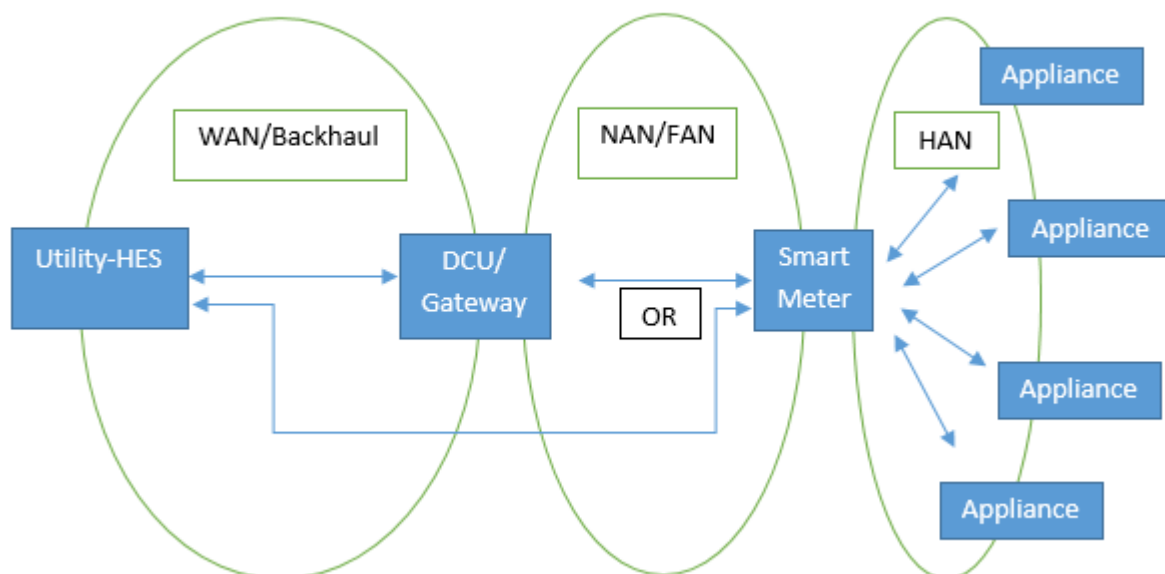 Appliance
WAN/Backhaul
NAN/FAN
HAN
Utility-HES
DCU/
Gateway
Smart
Meter
Appliance
OR
Appliance
Appliance